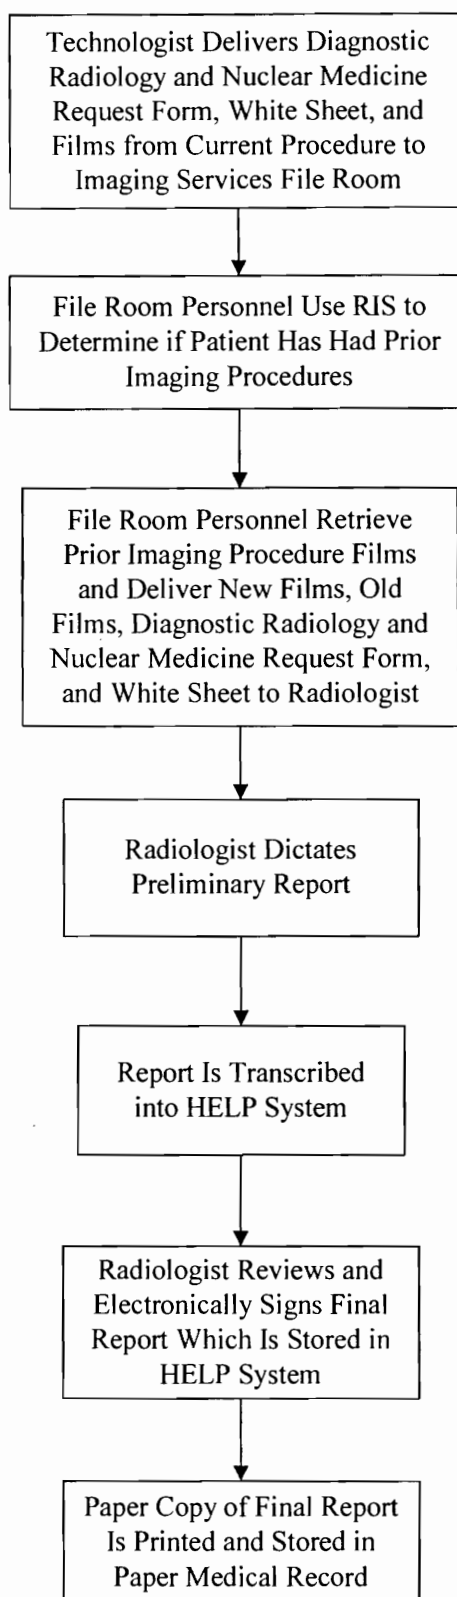 Technologist Delivers Diagnostic
Radiology and Nuclear Medicine
Request Form, White Sheet, and
Films from Current Procedure to
Imaging Services File Room
File Room Personnel Use RIS to
Determine if Patient Has Had Prior
Imaging Procedures
File Room Personnel Retrieve
Prior Imaging Procedure Films
and Deliver New Films, Old
Films, Diagnostic Radiology and
Nuclear Medicine Request Form,
and White Sheet to Radiologist
Radiologist Dictates
Preliminary Report
Report Is Transcribed
into HELP System
Radiologist Reviews and
Electronically Signs Final
Report Which Is Stored in
HELP System
Paper Copy of Final Report
Is Printed and Stored in
Paper Medical Record